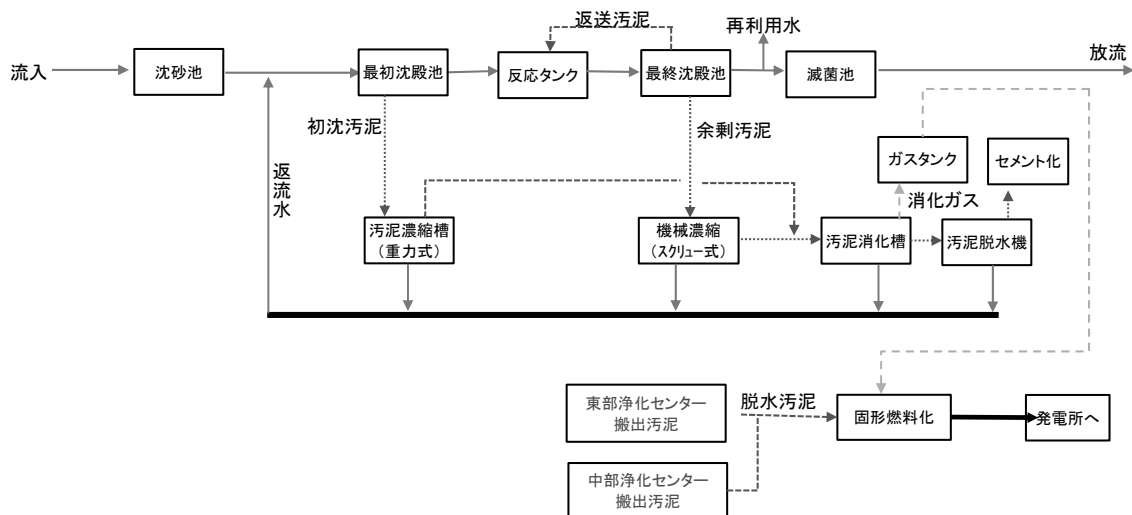 返送汚泥
再利用水
流入
沈砂池
最初沈殿池
反応タンク
最終沈殿池
滅菌池
放流
初沈汚泥
余剰汚泥
返流水
ガスタンク
セメント化
消化ガス
汚泥濃縮槽
（重力式）
機械濃縮
（スクリュー式）
汚泥消化槽
汚泥脱水機
東部浄化センター
搬出汚泥
脱水汚泥
固形燃料化
発電所へ
中部浄化センター
搬出汚泥